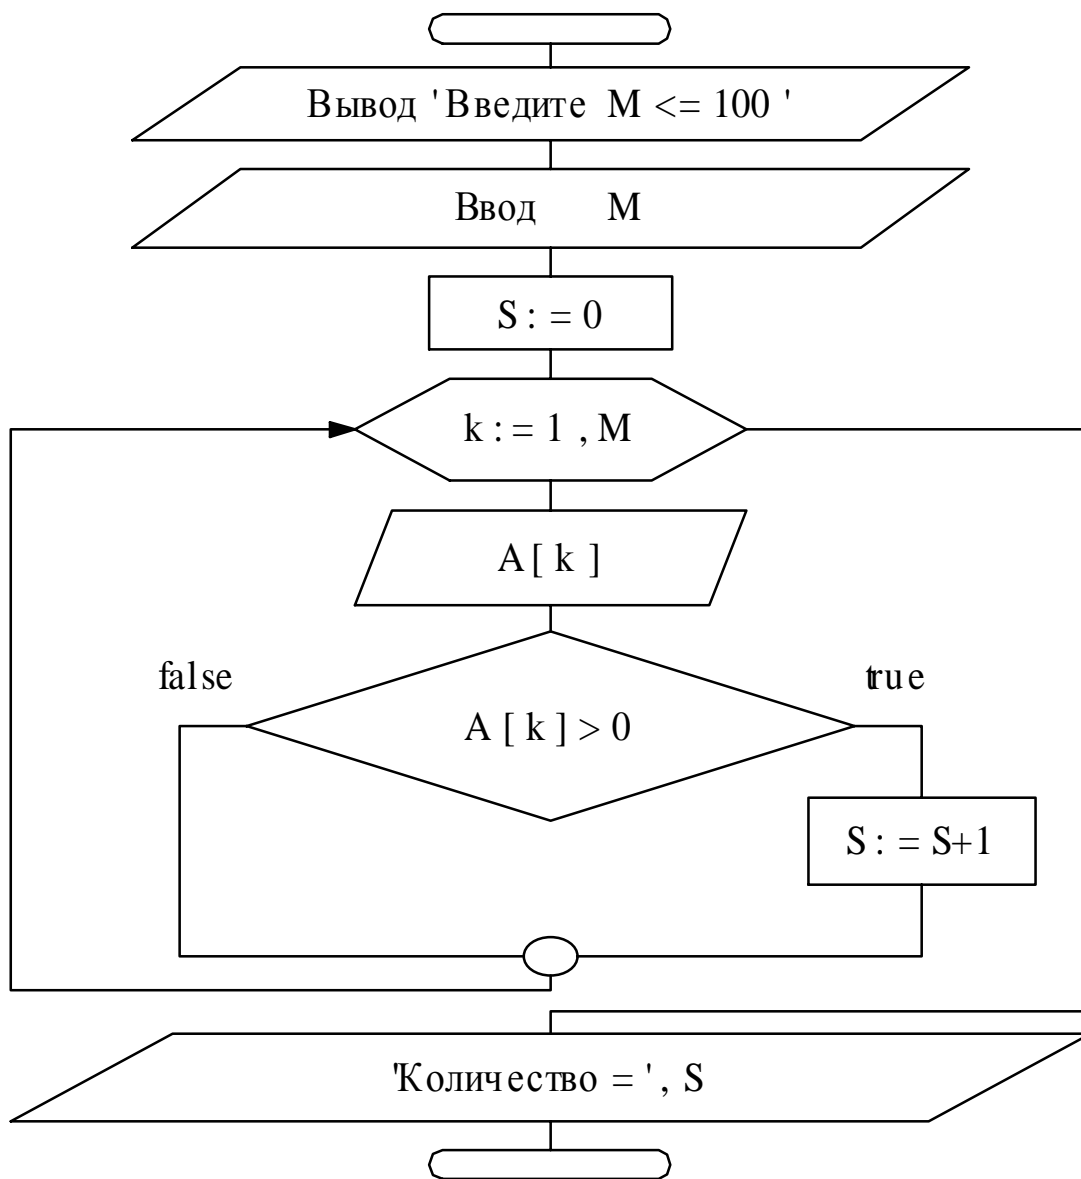 Вывод 'Введите M <= 100 '
Ввод M
S : = 0
k : = 1 , M
A [ k ]
false
true
A [ k ] > 0
S : = S+1
'Количество = ' , S